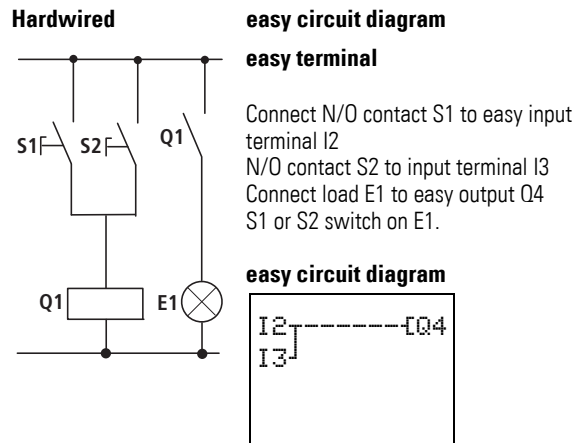 Hardwired
easy circuit diagram
easy terminal
Connect N/O contact S1 to easy input
terminal I2
N/O contact S2 to input terminal I3
Connect load E1 to easy output Q4
S1 or S2 switch on E1.
S1
S2
Q1
Q1
E1
easy circuit diagram
I2-------[Q4
I3